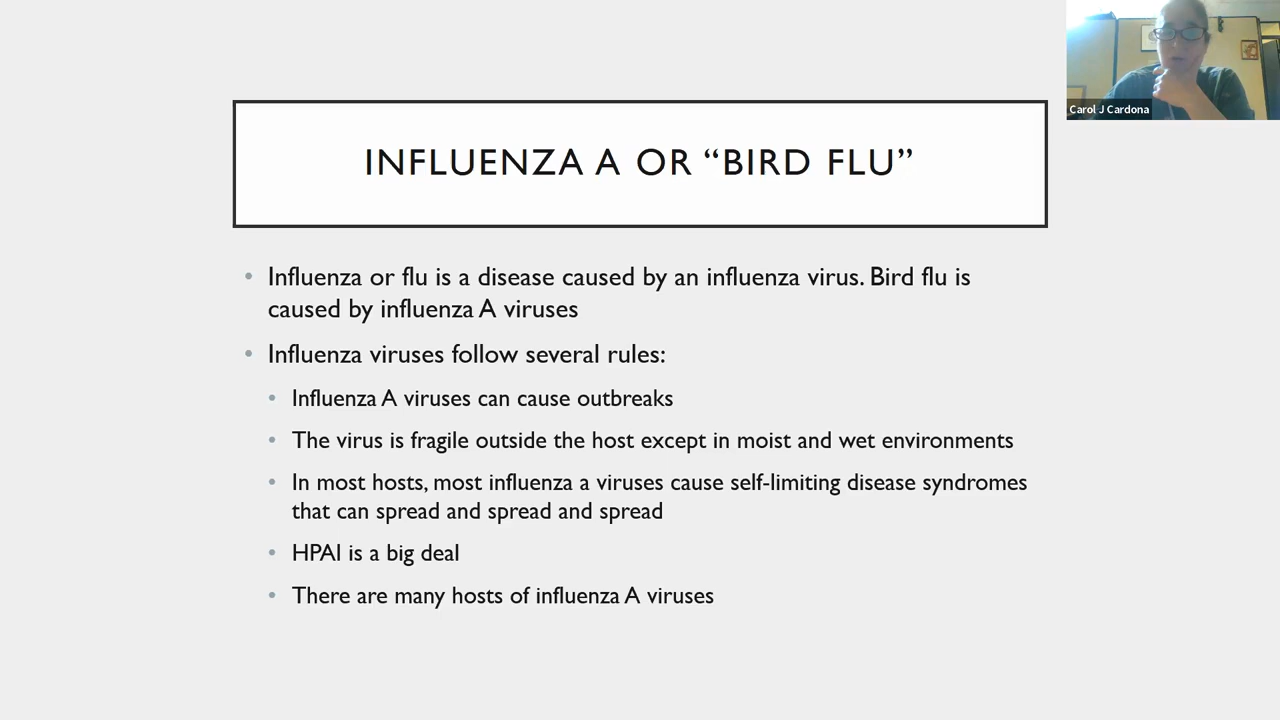 INFLUENZA A OR “BIRD FLU”
Influenza or flu is a disease caused by an influenza virus. Bird flu is
caused by influenza A viruses
Influenza viruses follow several rules:
Influenza A viruses can cause outbreaks
The virus is fragile outside the host except in moist and wet environments
In most hosts, most influenza a viruses cause self-limiting disease syndromes
that can spread and spread and spread
HPAI is a big deal
There are many hosts of influenza A viruses
Carol J Cardona